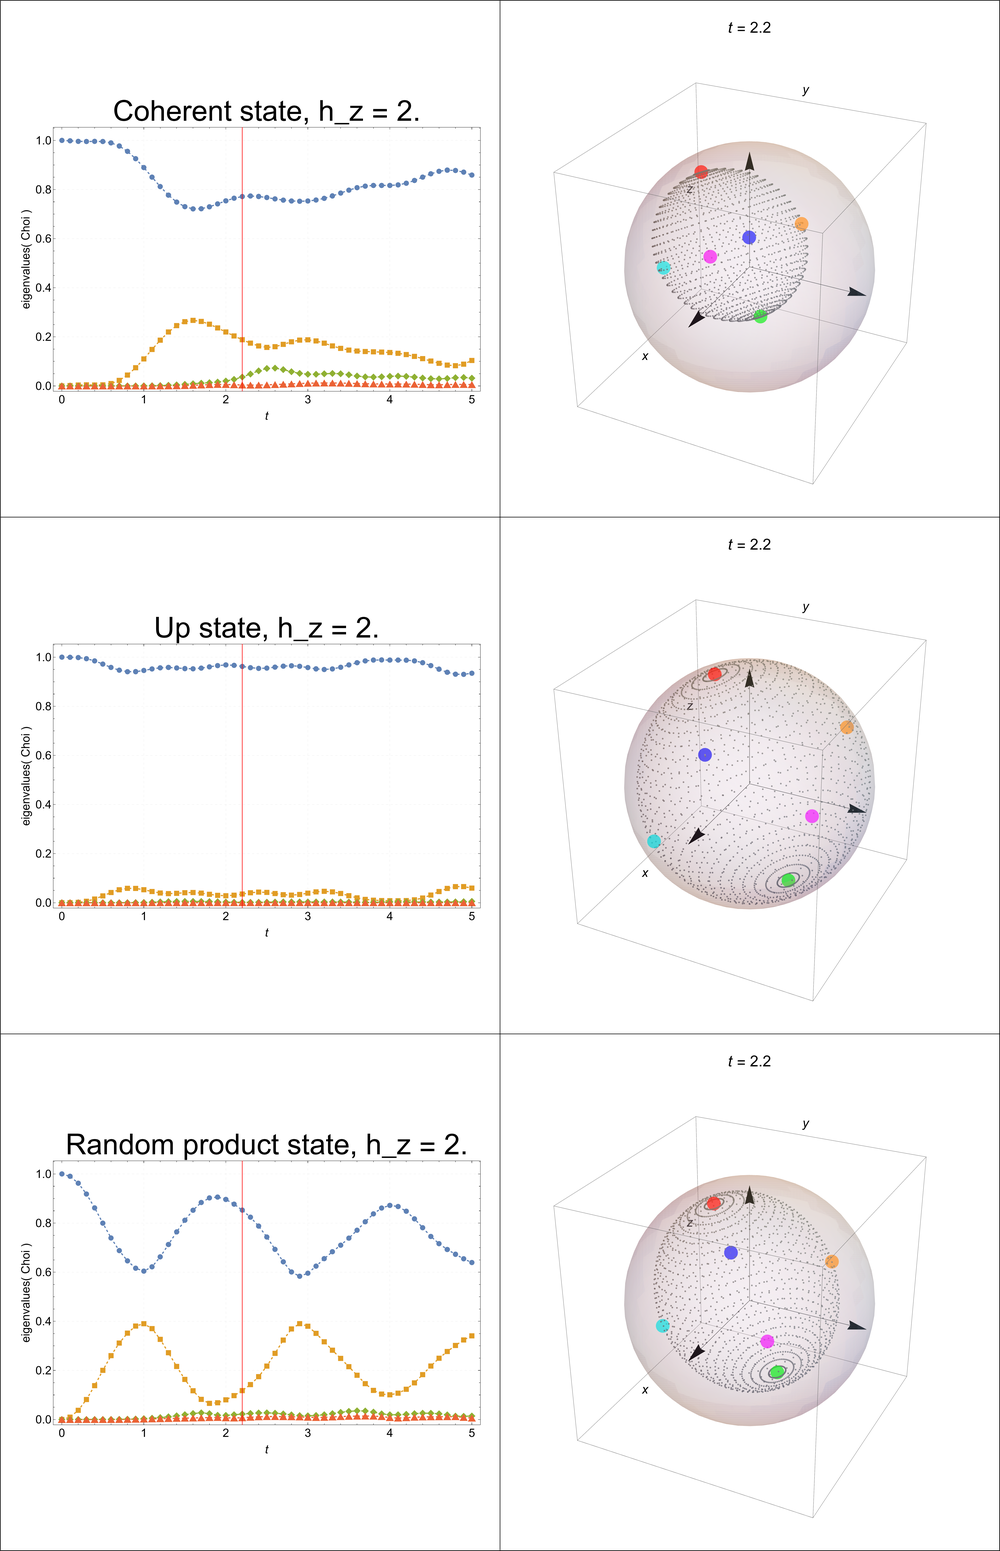 t = 2.2
y
Coherent state, h_z = 2.
1.0
0.8
0.6
0.4
0.2
0.0
eigenvalues( Choi )
0 1 2 3 4 5
t
z
x
t = 2.2
y
Up state, h_z = 2.
1.0
0.8
0.6
0.4
0.2
0.0
eigenvalues( Choi )
0 1 2 3 4 5
t
z
x
t = 2.2
y
Random product state, h_z = 2.
1.0
0.8
0.6
0.4
0.2
0.0
eigenvalues( Choi )
0 1 2 3 4 5
t
z
x